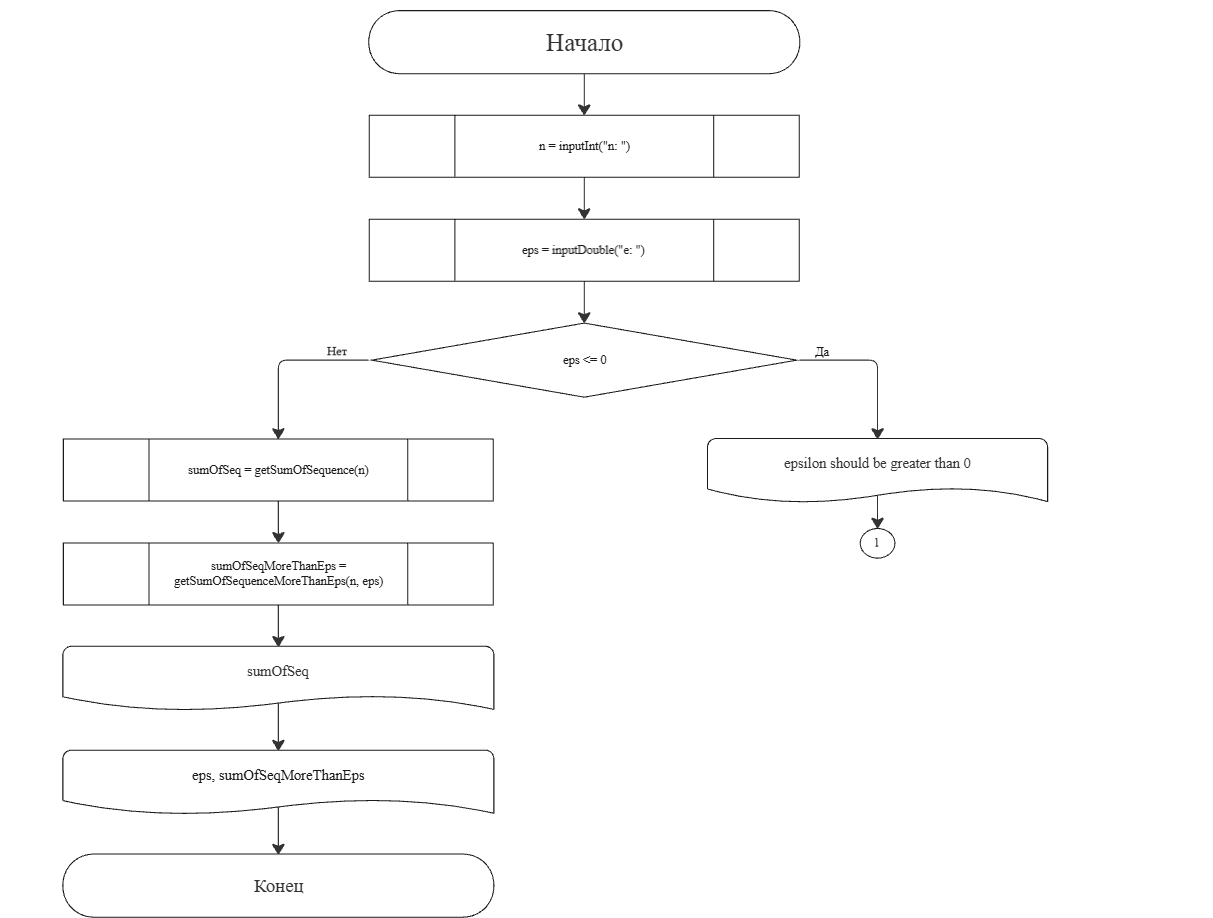 Начало
n = inputInt("n: ")
eps = inputDouble("e: ")
eps <= 0
Нет
Да
sumOfSeq = getSumOfSequence(n)
epsilon should be greater than 0
1
sumOfSeqMoreThanEps =
getSumOfSequenceMoreThanEps(n, eps)
sumOfSeq
eps, sumOfSeqMoreThanEps
Конец